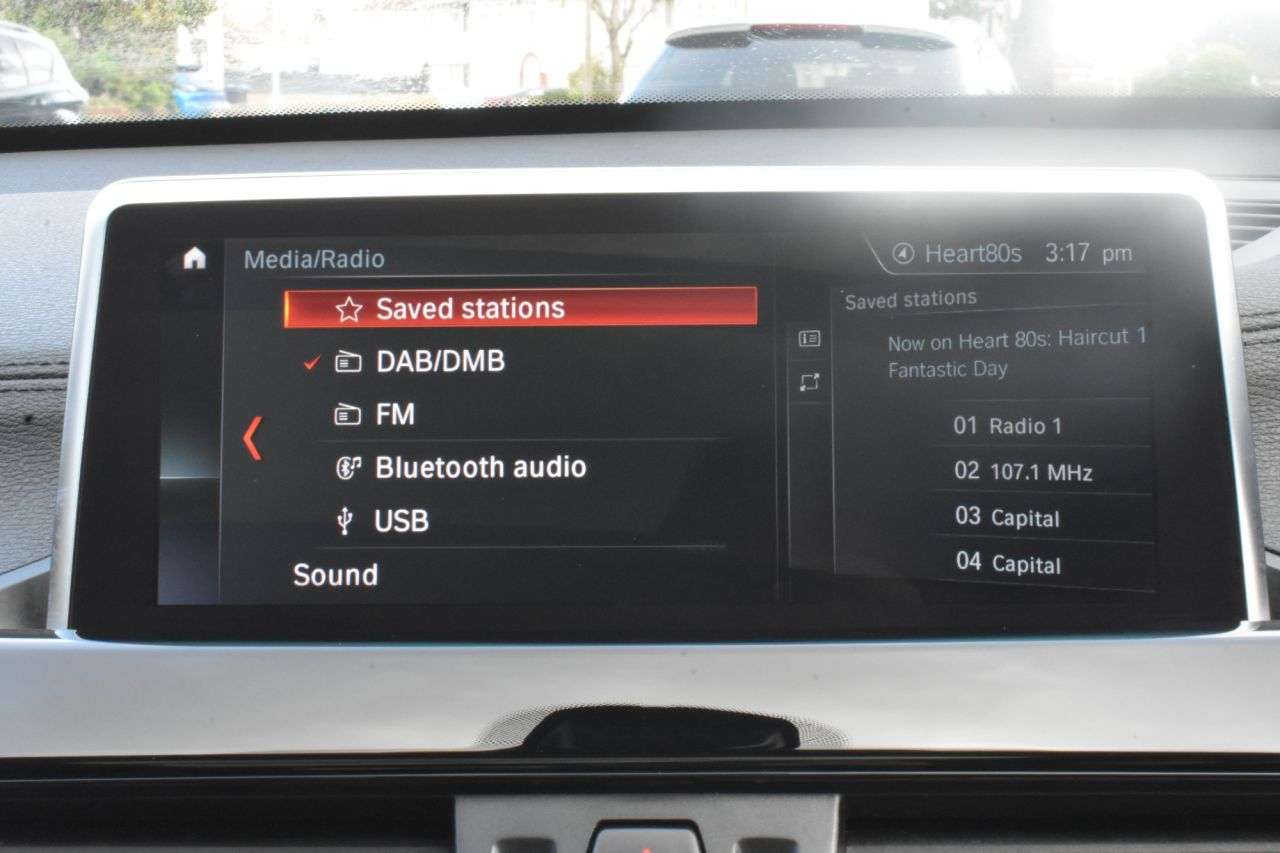 Media/Radio
Heart80s 3:17 pm
Saved stations
DAB/DMB
FM
Bluetooth audio
USB
Sound
Saved stations
Now on Heart 80s: Haircut 1
Fantastic Day
01 Radio 1
02 107.1 MHz
03 Capital
04 Capital